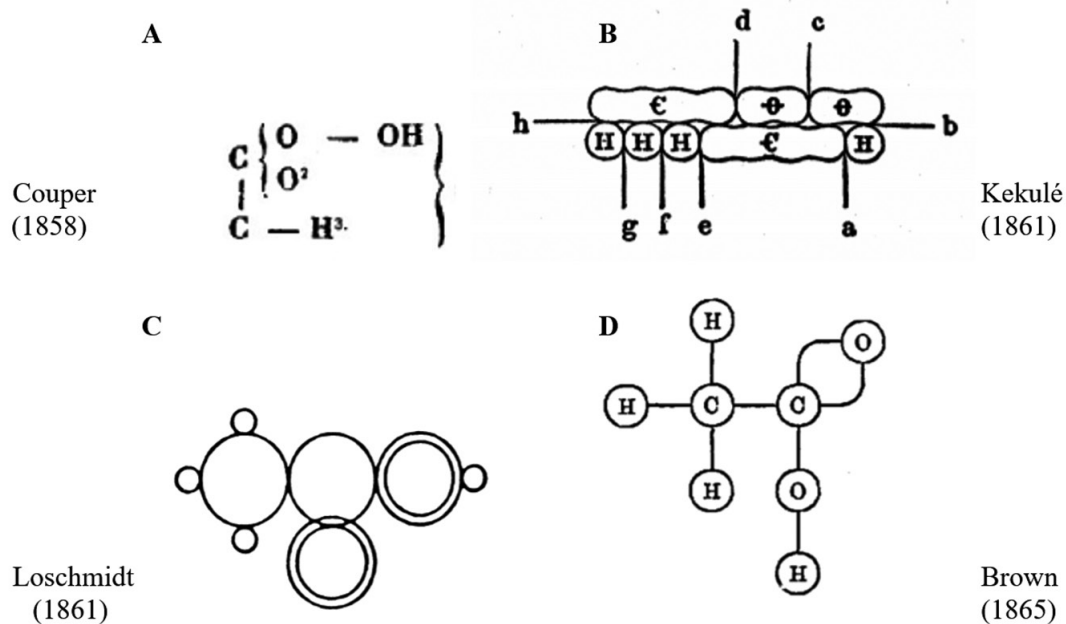 A
B
d c
C { O — OH }
O²
C — H³.
h Є Ɵ Ɵ b
H H H Є H
g f e a
Couper
(1858)
Kekulé
(1861)
C
D
H
O
H C C
H O
H
Loschmidt
(1861)
Brown
(1865)